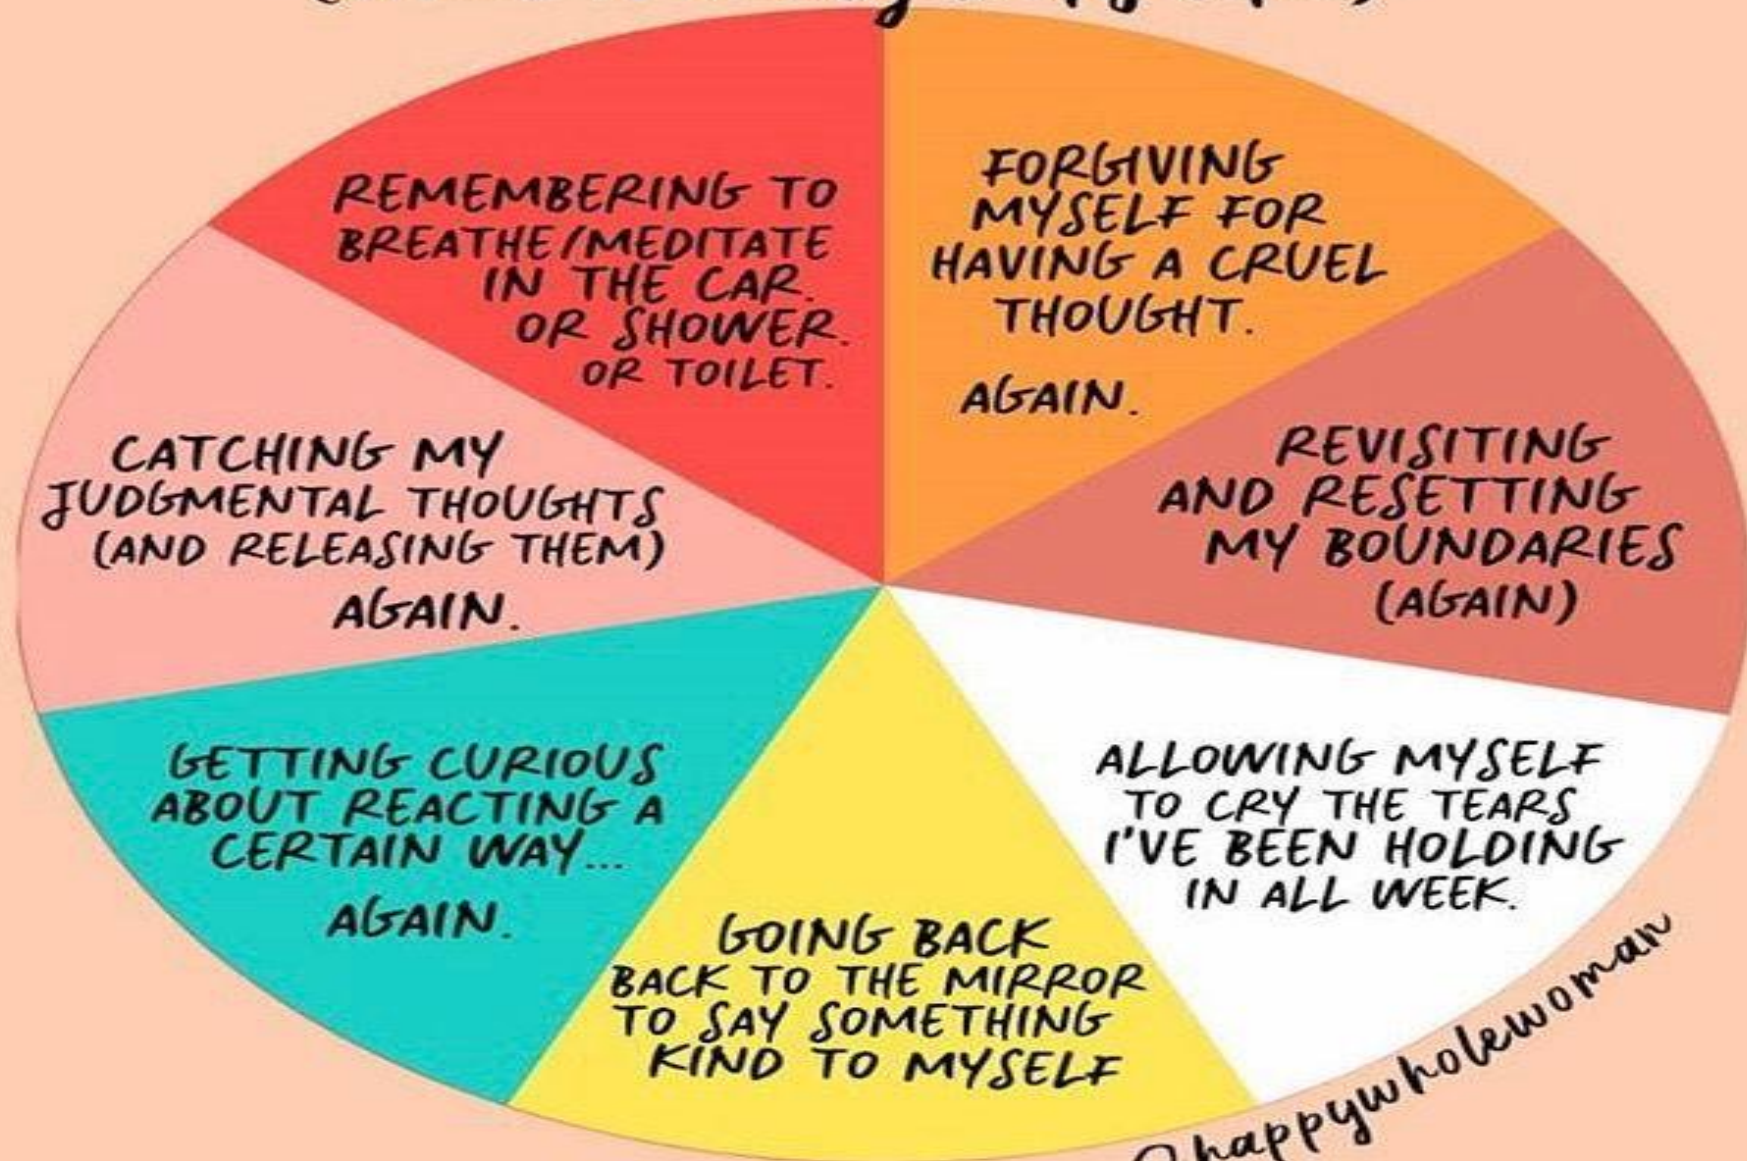 FORGIVING
MYSELF FOR
HAVING A CRUEL
THOUGHT.
AGAIN.
REVISITING
AND RESETTING
MY BOUNDARIES
(AGAIN)
ALLOWING MYSELF
TO CRY THE TEARS
I'VE BEEN HOLDING
IN ALL WEEK.
GOING BACK
BACK TO THE MIRROR
TO SAY SOMETHING
KIND TO MYSELF
GETTING CURIOUS
ABOUT REACTING A
CERTAIN WAY...
AGAIN.
CATCHING MY
JUDGMENTAL THOUGHTS
(AND RELEASING THEM)
AGAIN.
REMEMBERING TO
BREATHE/MEDITATE
IN THE CAR.
OR SHOWER.
OR TOILET.
@happywholewoman